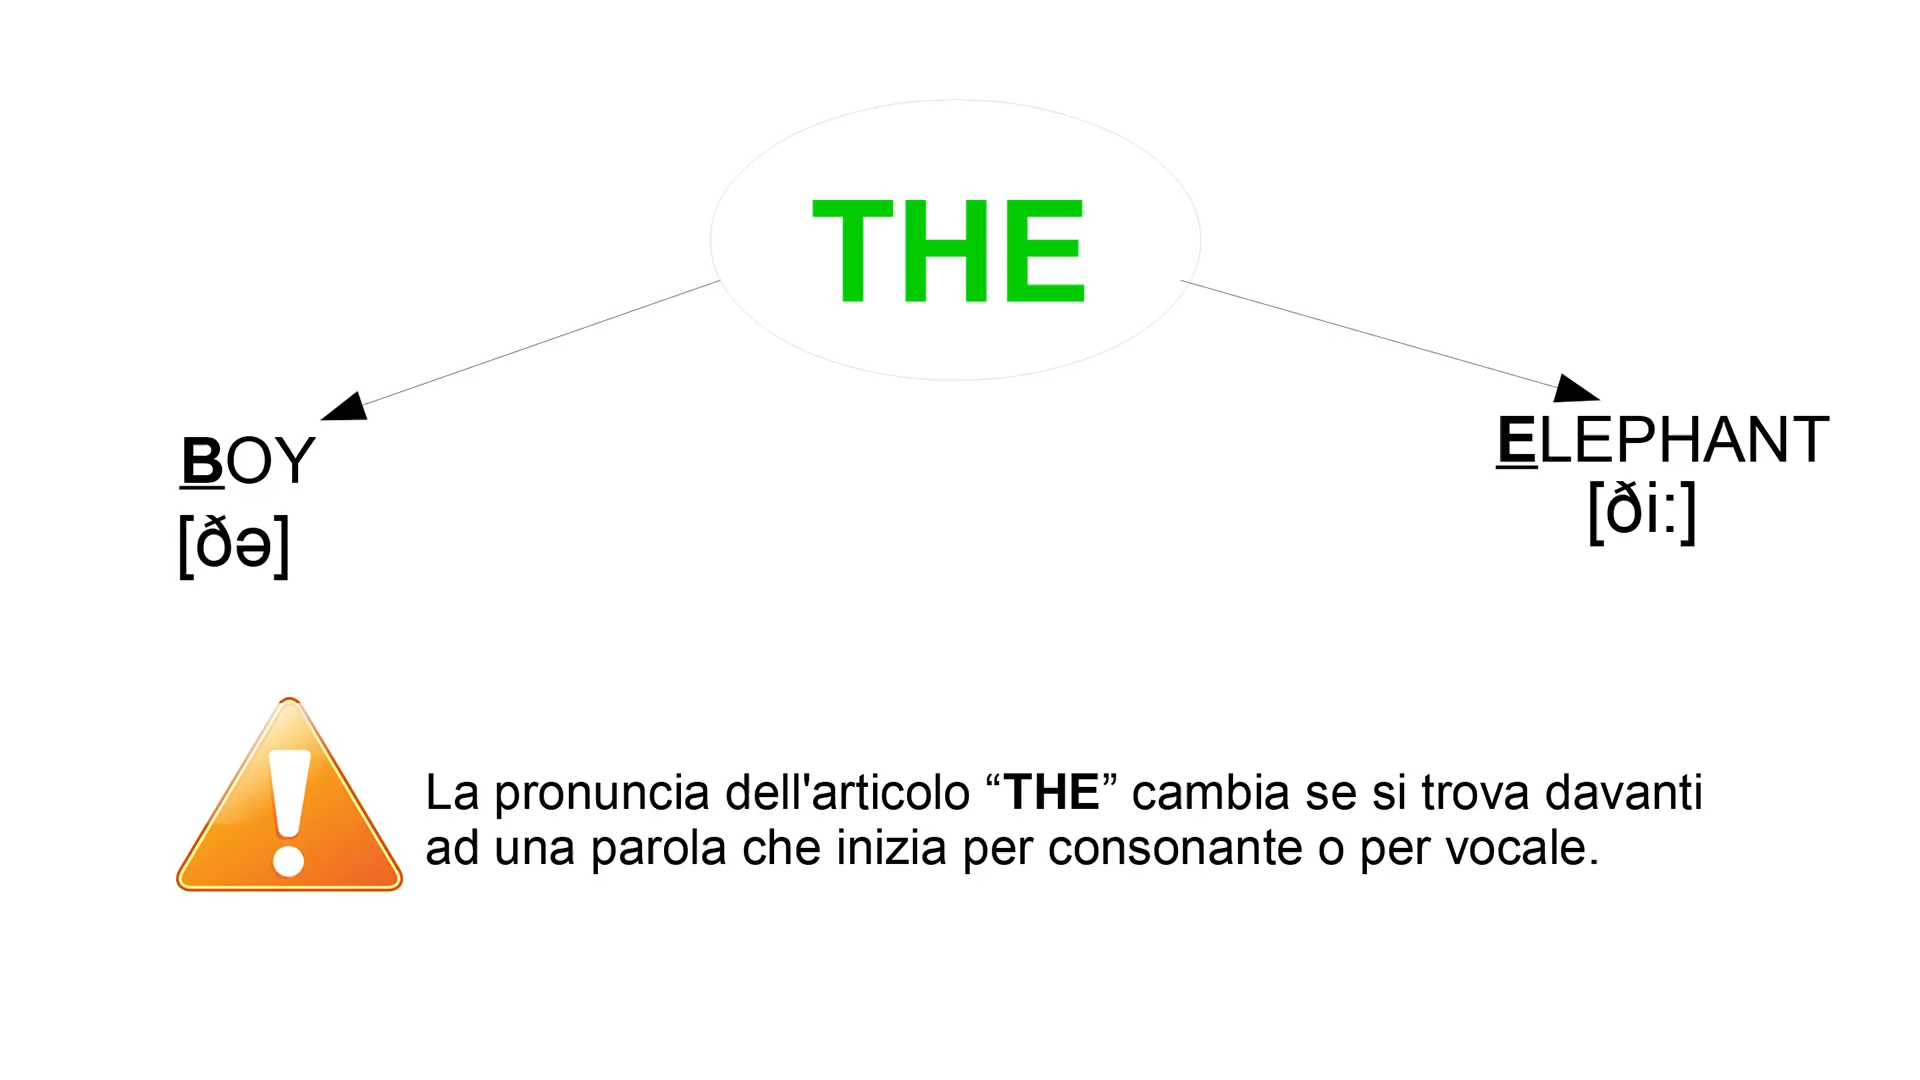 THE
BOY
[ðə]
ELEPHANT
[ði:]
La pronuncia dell'articolo “THE” cambia se si trova davanti
ad una parola che inizia per consonante o per vocale.